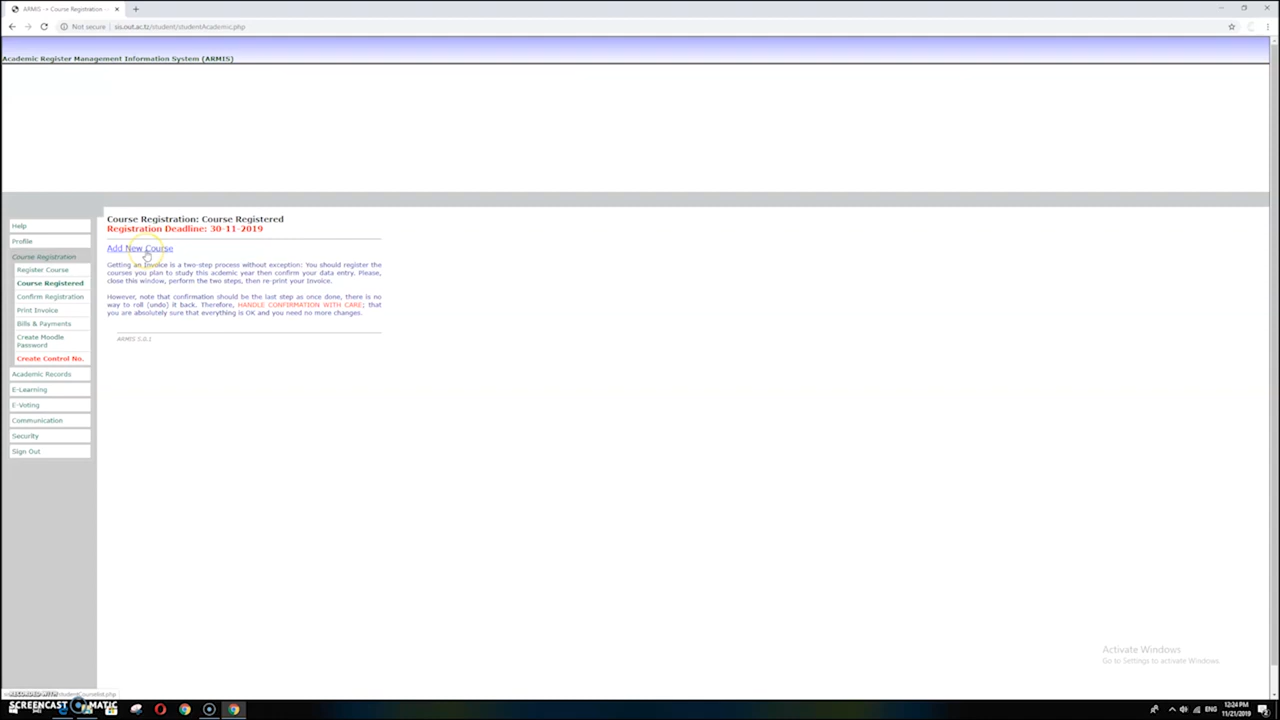 ARMIS -> Course Registration
Not secure
sis.out.ac.tz/student/studentAcademic.php
Academic Register Management Information System (ARMIS)
Help
Profile
Course Registration
Register Course
Course Registered
Confirm Registration
Print Invoice
Bills & Payments
Create Moodle
Password
Create Control No.
Academic Records
E-Learning
E-Voting
Communication
Security
Sign Out
Course Registration: Course Registered
Registration Deadline: 30-11-2019
Add New Course
Getting an Invoice is a two-step process without exception: You should register the
courses you plan to study this acdemic year then confirm your data entry. Please,
close this window, perform the two steps, then re-print your Invoice.
However, note that confirmation should be the last step as once done, there is no
way to roll [undo] it back. Therefore, HANDLE CONFIRMATION WITH CARE; that
you are absolutely sure that everything is OK and you need no more changes.
ARMIS 5.0.1
Activate Windows
Go to Settings to activate Windows.
RECORDED WITH
SCREENCAST MATIC
ENG
12:24 PM
11/21/2019